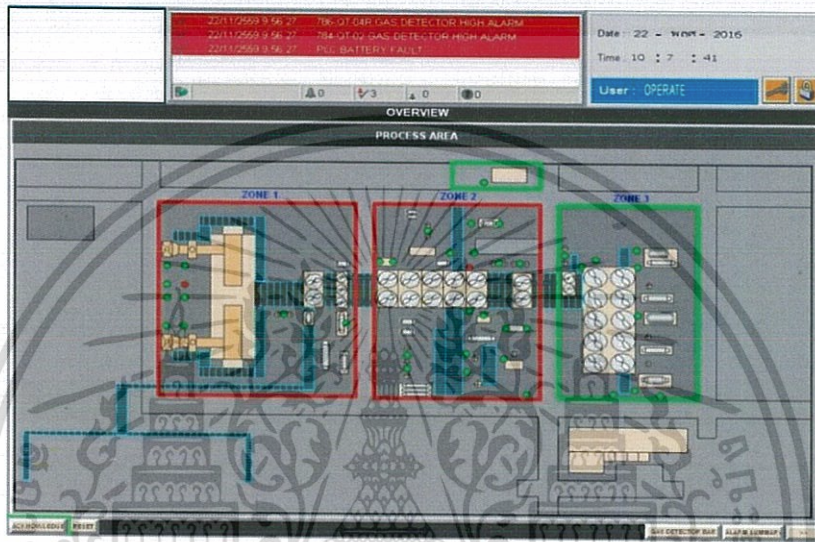 22/11/2559 9:56:27 786-QT-04R GAS DETECTOR HIGH ALARM
22/11/2559 9:56:27 784-QT-02 GAS DETECTOR HIGH ALARM
22/11/2559 9:56:27 PLC BATTERY FAULT
0 3 0 0
Date : 22 - พฤศ - 2016
Time : 10 : 7 : 41
User : OPERATE
OVERVIEW
PROCESS AREA
ZONE 1
ZONE 2
ZONE 3
ACKNOWLEDGE RESET
GAS DETECTOR BAR ALARM SUMMARY